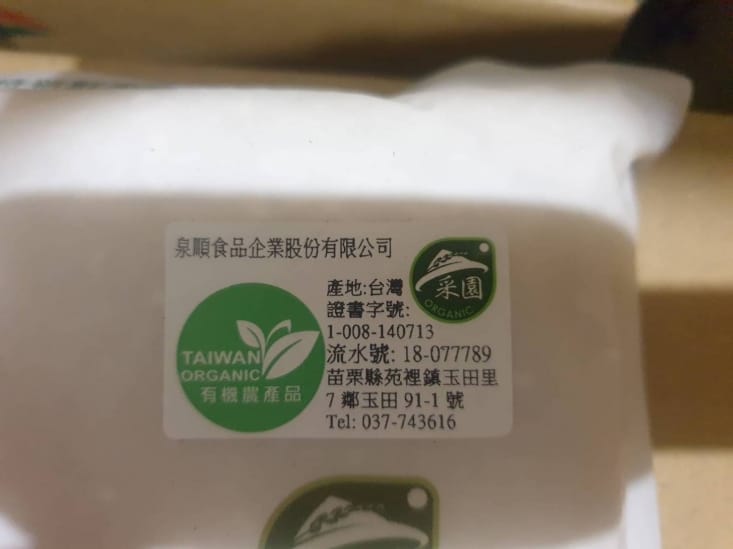 泉順食品企業股份有限公司
采園
ORGANIC
產地:台灣
證書字號:
1-008-140713
流水號: 18-077789
苗栗縣苑裡鎮玉田里
7 鄰玉田 91-1 號
Tel: 037-743616
TAIWAN
ORGANIC
有機農產品